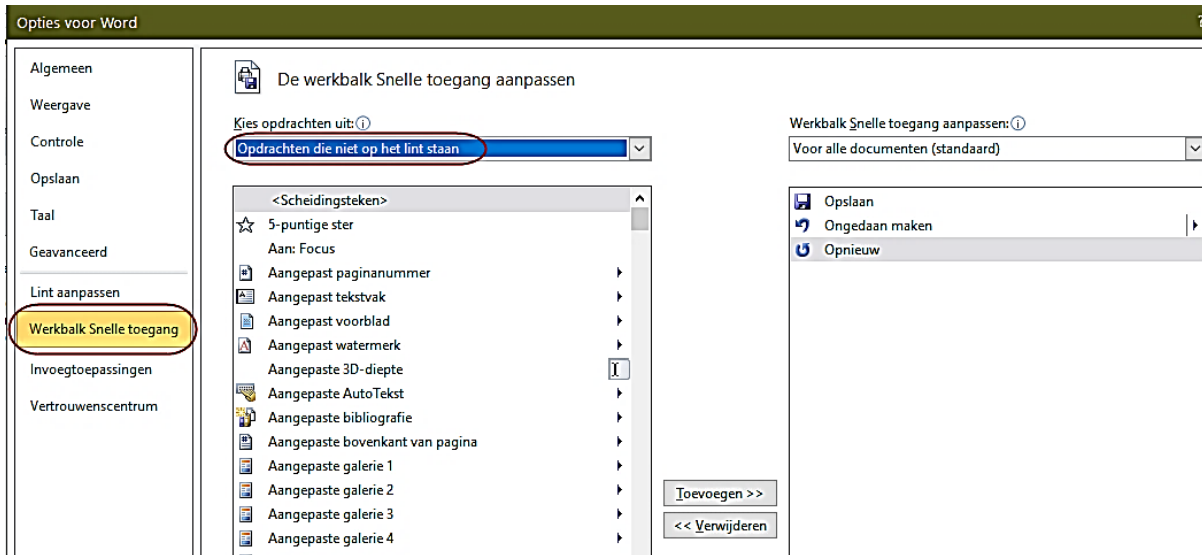 Opties voor Word
Algemeen
Weergave
Controle
Opslaan
Taal
Geavanceerd
Lint aanpassen
Werkbalk Snelle toegang
Invoegtoepassingen
Vertrouwenscentrum
De werkbalk Snelle toegang aanpassen
Kies opdrachten uit:
Opdrachten die niet op het lint staan
<Scheidingsteken>
5-puntige ster
Aan: Focus
Aangepast paginanummer
Aangepast tekstvak
Aangepast voorblad
Aangepast watermerk
Aangepaste 3D-diepte
Aangepaste AutoTekst
Aangepaste bibliografie
Aangepaste bovenkant van pagina
Aangepaste galerie 1
Aangepaste galerie 2
Aangepaste galerie 3
Aangepaste galerie 4
Toevoegen >>
<< Verwijderen
Werkbalk Snelle toegang aanpassen:
Voor alle documenten (standaard)
Opslaan
Ongedaan maken
Opnieuw